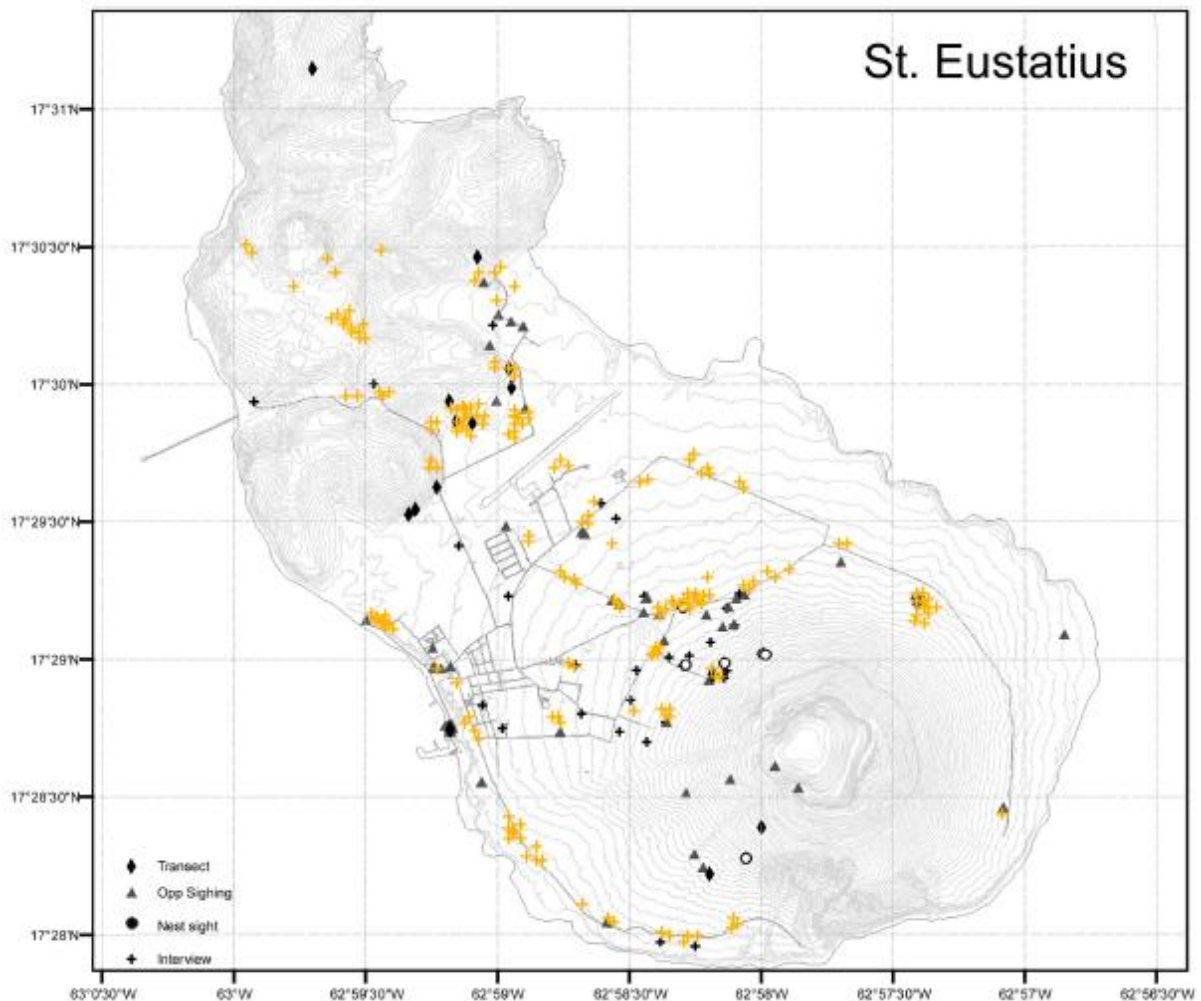 St. Eustatius
17°31'N
17°30'30"N
17°30'N
17°29'30"N
17°29'N
17°28'30"N
17°28'N
Transect
Opp Sighing
Nest sight
Interview
63°0'30"W
63°W
62°59'30"W
62°59'W
62°58'30"W
62°58'W
62°57'30"W
62°57'W
62°56'30"W